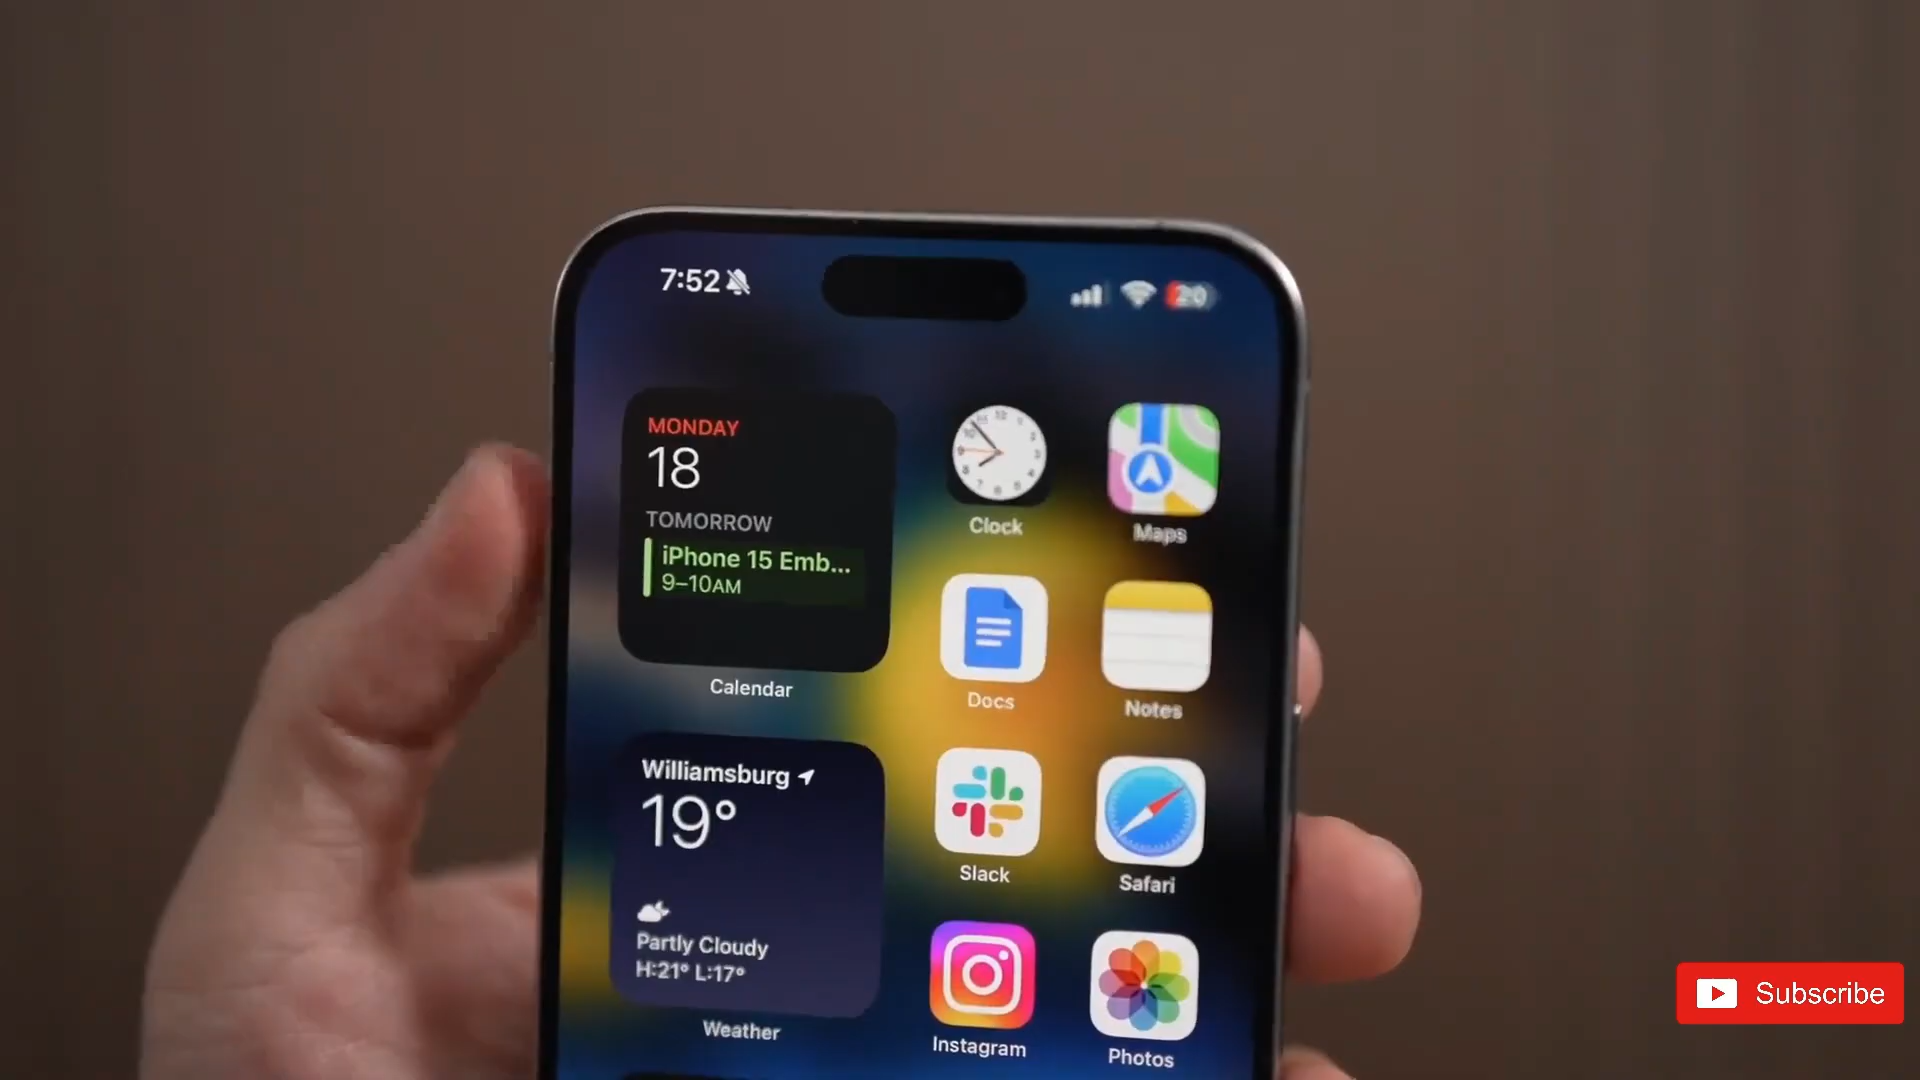 7:52
20
MONDAY
18
TOMORROW
iPhone 15 Emb...
9–10AM
Calendar
Clock
Maps
Docs
Notes
Williamsburg
19°
Partly Cloudy
H:21° L:17°
Weather
Slack
Safari
Instagram
Photos
Subscribe